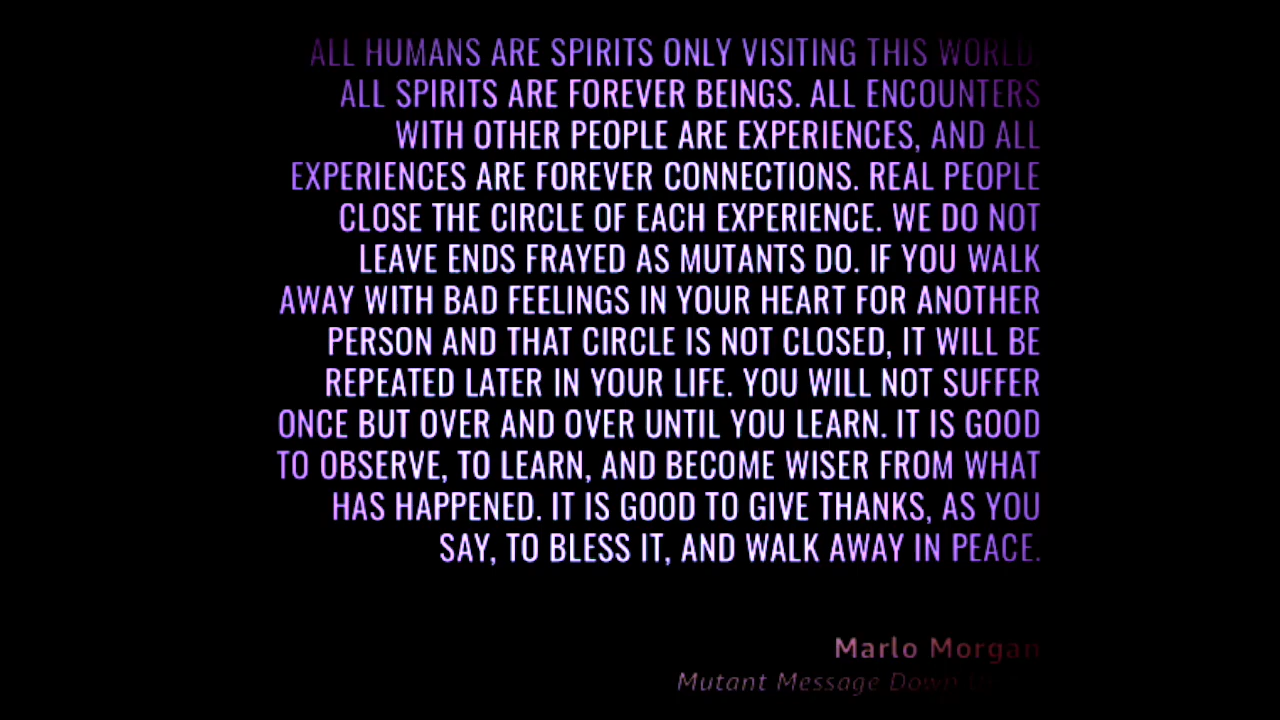 ALL HUMANS ARE SPIRITS ONLY VISITING THIS WORLD.
ALL SPIRITS ARE FOREVER BEINGS. ALL ENCOUNTERS
WITH OTHER PEOPLE ARE EXPERIENCES, AND ALL
EXPERIENCES ARE FOREVER CONNECTIONS. REAL PEOPLE
CLOSE THE CIRCLE OF EACH EXPERIENCE. WE DO NOT
LEAVE ENDS FRAYED AS MUTANTS DO. IF YOU WALK
AWAY WITH BAD FEELINGS IN YOUR HEART FOR ANOTHER
PERSON AND THAT CIRCLE IS NOT CLOSED, IT WILL BE
REPEATED LATER IN YOUR LIFE. YOU WILL NOT SUFFER
ONCE BUT OVER AND OVER UNTIL YOU LEARN. IT IS GOOD
TO OBSERVE, TO LEARN, AND BECOME WISER FROM WHAT
HAS HAPPENED. IT IS GOOD TO GIVE THANKS, AS YOU
SAY, TO BLESS IT, AND WALK AWAY IN PEACE.
Marlo Morgan
Mutant Message Down